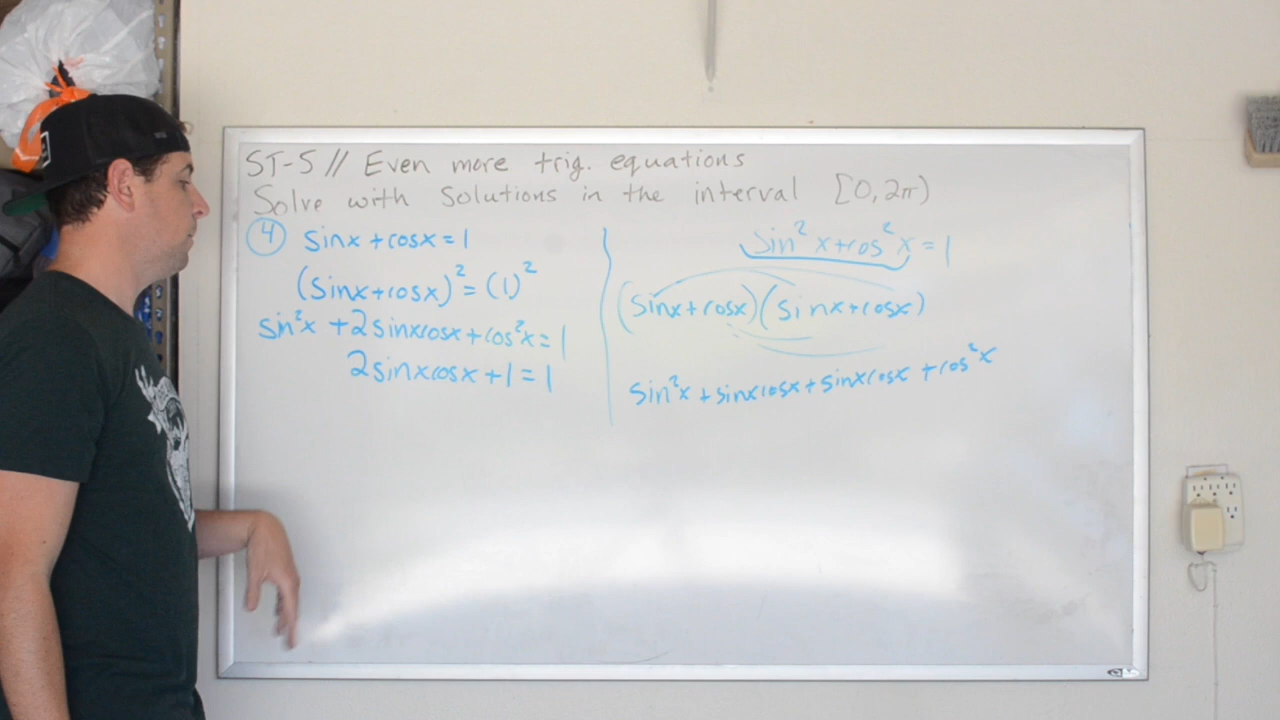 ST-5 // Even more trig. equations
Solve with solutions in the interval [0, 2π)
④ sinx + cosx = 1
(sinx + cosx)² = (1)²
sin²x + 2sinxcosx + cos²x = 1
2sinxcosx + 1 = 1
sin²x + cos²x = 1
(sinx + cosx)(sinx + cosx)
sin²x + sinxcosx + sinxcosx + cos²x